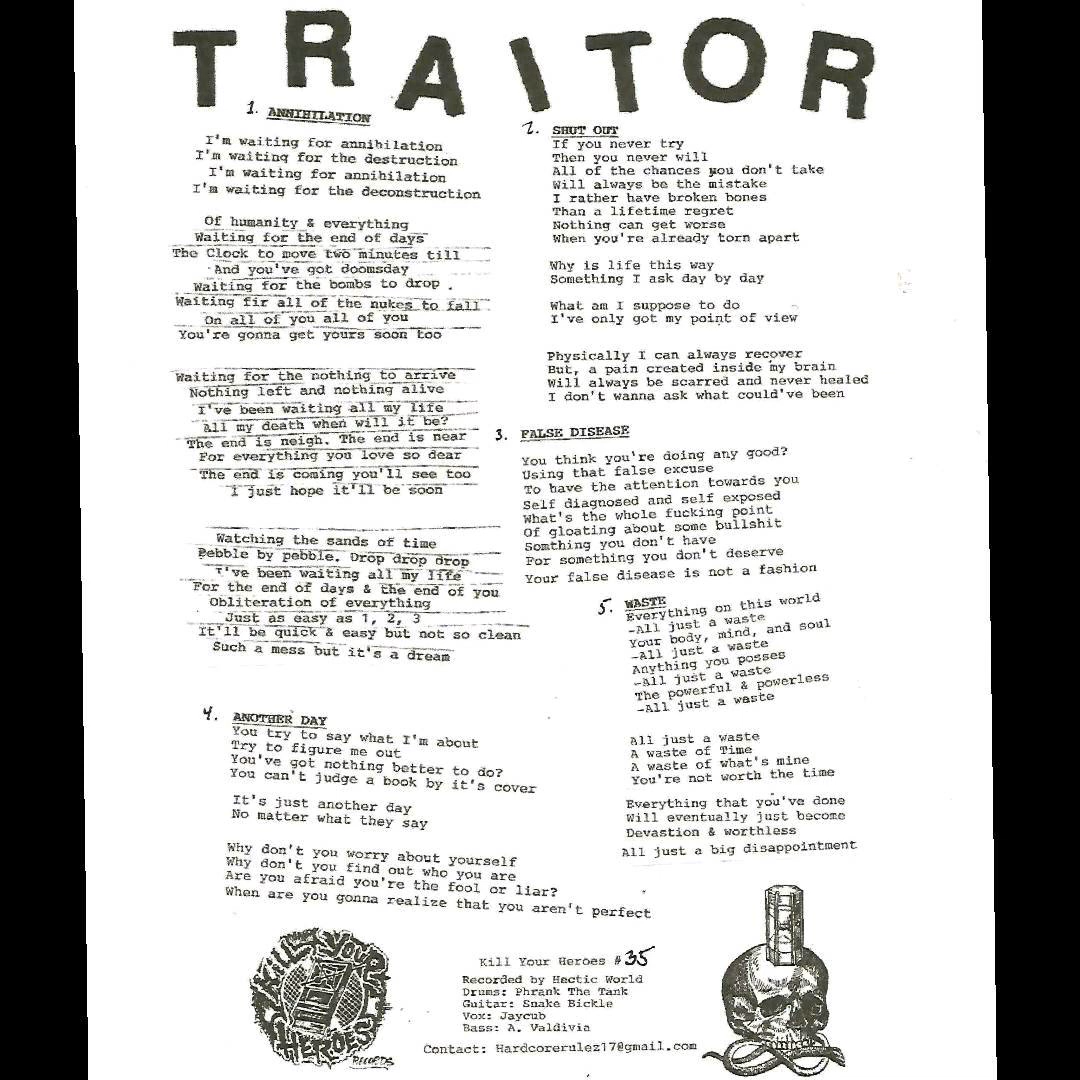 TRAITOR
1. ANNIHILATION
I'm waiting for annihilation
I'm waiting for the destruction
I'm waiting for annihilation
I'm waiting for the deconstruction
Of humanity & everything
Waiting for the end of days
The Clock to move two minutes till
And you've got doomsday
Waiting for the bombs to drop .
Waiting fir all of the nukes to fall
On all of you all of you
You're gonna get yours soon too
Waiting for the nothing to arrive
Nothing left and nothing alive
I've been waiting all my life
All my death when will it be?
The end is neigh. The end is near
For everything you love so dear
The end is coming you'll see too
I just hope it'll be soon
Watching the sands of time
Pebble by pebble. Drop drop drop
I've been waiting all my life
For the end of days & the end of you
Obliteration of everything
Just as easy as 1, 2, 3
It'll be quick & easy but not so clean
Such a mess but it's a dream
2. SHUT OUT
If you never try
Then you never will
All of the chances you don't take
Will always be the mistake
I rather have broken bones
Than a lifetime regret
Nothing can get worse
When you're already torn apart
Why is life this way
Something I ask day by day
What am I suppose to do
I've only got my point of view
Physically I can always recover
But, a pain created inside my brain
Will always be scarred and never healed
I don't wanna ask what could've been
3. FALSE DISEASE
You think you're doing any good?
Using that false excuse
To have the attention towards you
Self diagnosed and self exposed
What's the whole fucking point
Of gloating about some bullshit
Somthing you don't have
For something you don't deserve
Your false disease is not a fashion
4. ANOTHER DAY
You try to say what I'm about
Try to figure me out
You've got nothing better to do?
You can't judge a book by it's cover
It's just another day
No matter what they say
Why don't you worry about yourself
Why don't you find out who you are
Are you afraid you're the fool or liar?
When are you gonna realize that you aren't perfect
5. WASTE
Everything on this world
-All just a waste
Your body, mind, and soul
-All just a waste
Anything you posses
-All just a waste
The powerful & powerless
-All just a waste
All just a waste
A waste of Time
A waste of what's mine
You're not worth the time
Everything that you've done
Will eventually just become
Devastion & worthless
All just a big disappointment
KILL YOUR
HEROES
RECORDS
Kill Your Heroes #35
Recorded by Hectic World
Drums: Phrank The Tank
Guitar: Snake Bickle
Vox: Jaycub
Bass: A. Valdivia
Contact: Hardcorerulez17@gmail.com